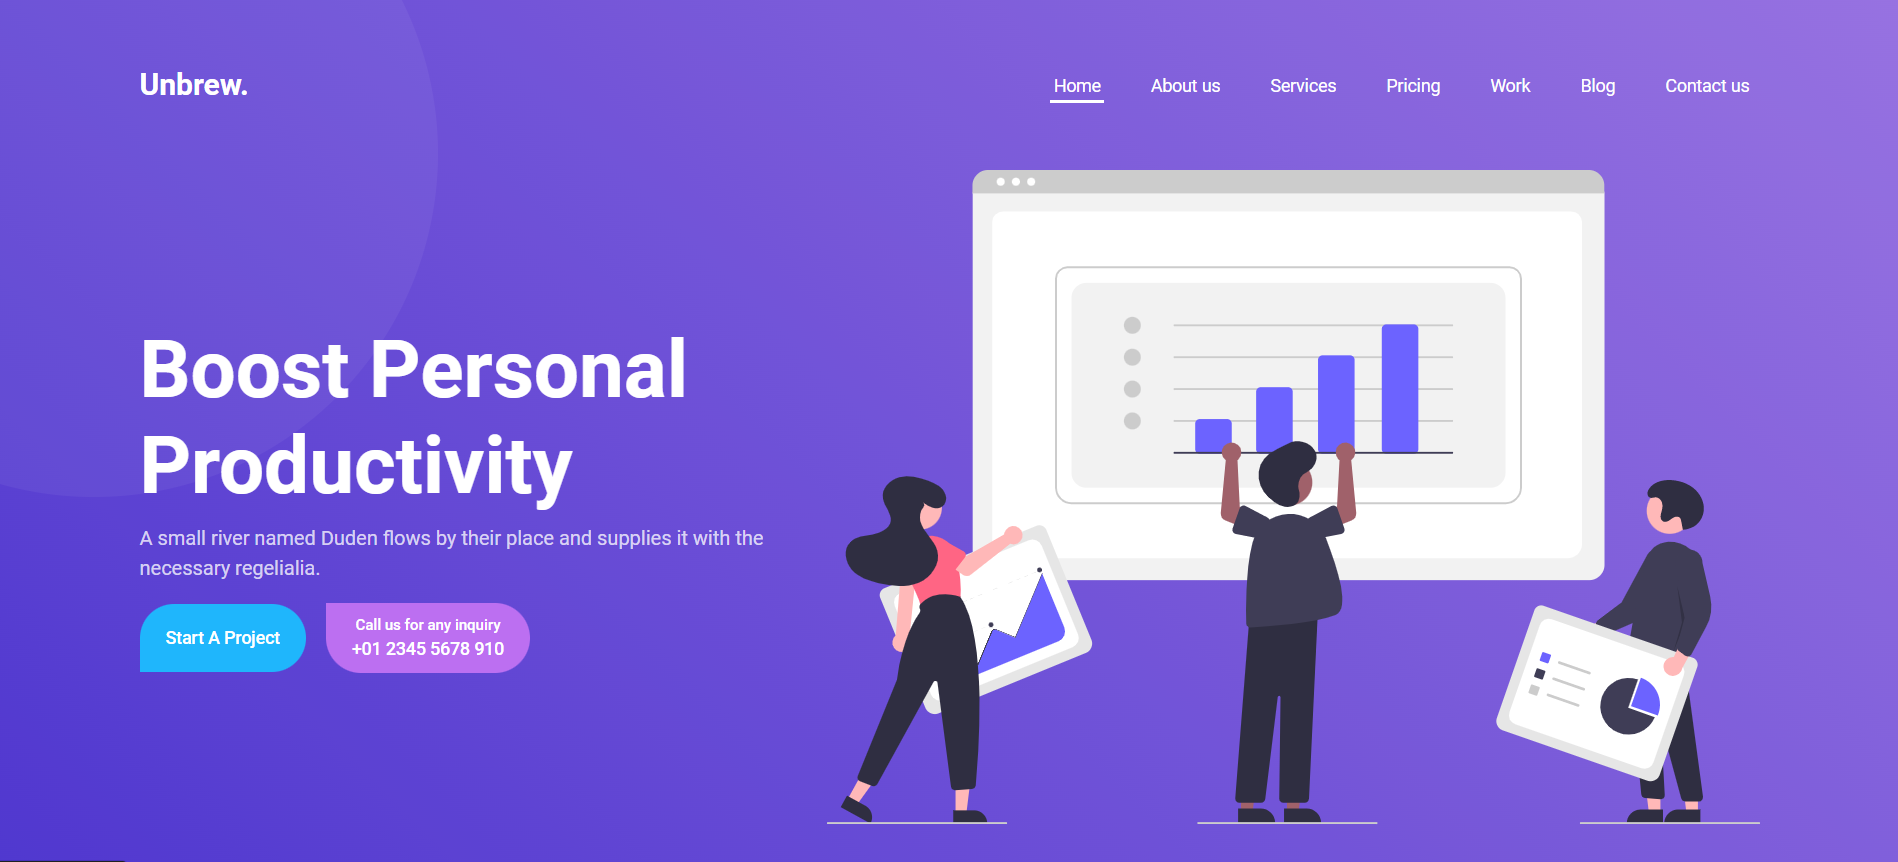 Unbrew.
Home About us Services Pricing Work Blog Contact us
Boost Personal
Productivity
A small river named Duden flows by their place and supplies it with the
necessary regelialia.
Start A Project
Call us for any inquiry
+01 2345 5678 910